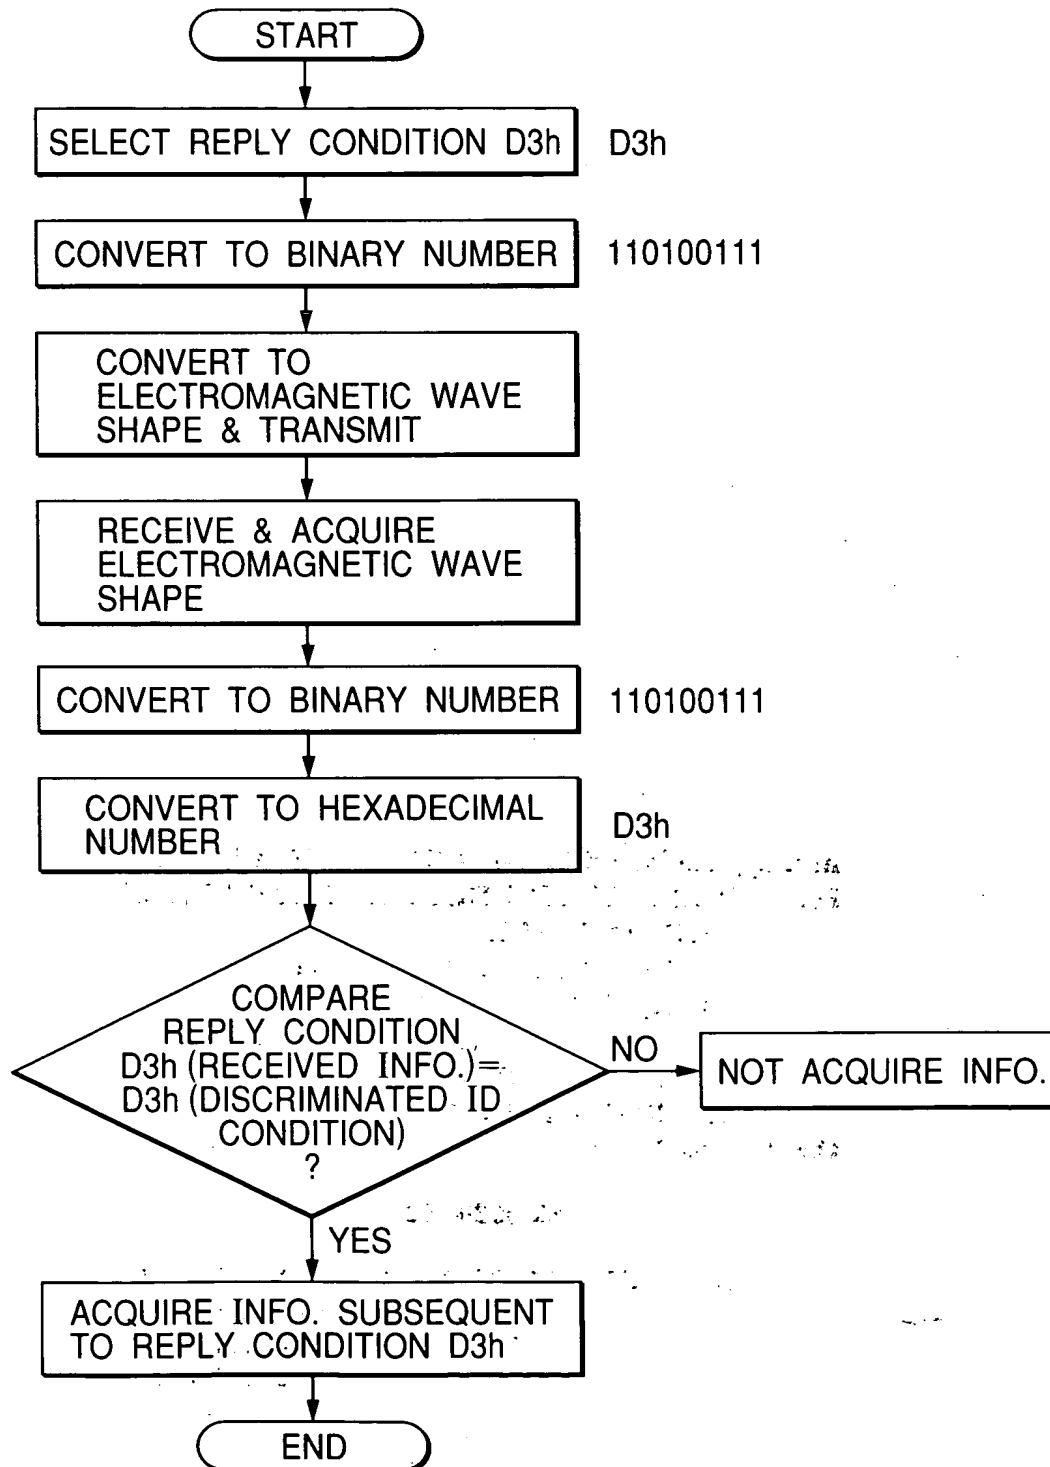 START
SELECT REPLY CONDITION D3h
D3h
CONVERT TO BINARY NUMBER
110100111
CONVERT TO
ELECTROMAGNETIC WAVE
SHAPE & TRANSMIT
RECEIVE & ACQUIRE
ELECTROMAGNETIC WAVE
SHAPE
CONVERT TO BINARY NUMBER
110100111
CONVERT TO HEXADECIMAL
NUMBER
D3h
COMPARE
REPLY CONDITION
D3h (RECEIVED INFO.)=
D3h (DISCRIMINATED ID
CONDITION)
?
NO
NOT ACQUIRE INFO.
YES
ACQUIRE INFO. SUBSEQUENT
TO REPLY CONDITION D3h
END